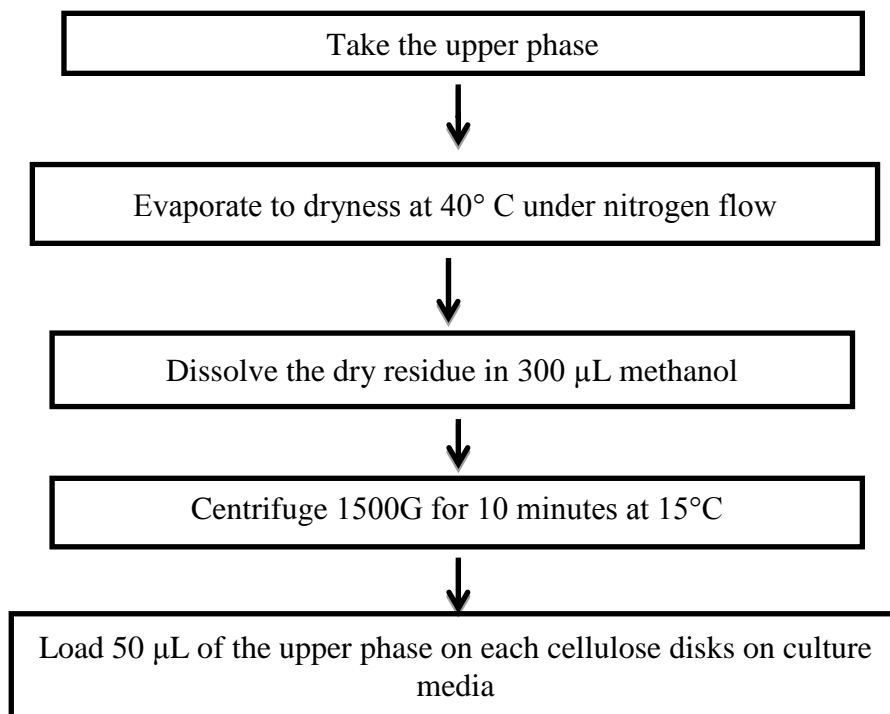 Take the upper phase
Evaporate to dryness at 40° C under nitrogen flow
Dissolve the dry residue in 300 µL methanol
Centrifuge 1500G for 10 minutes at 15°C
Load 50 µL of the upper phase on each cellulose disks on culture
media